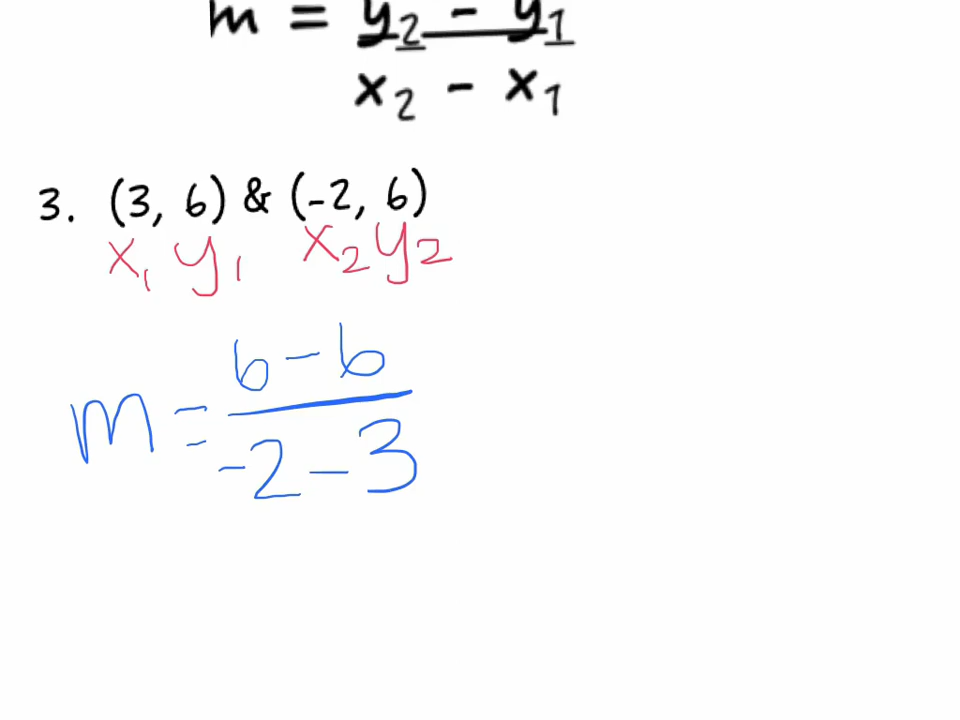 m = y₂ - y₁
x₂ - x₁
3. (3, 6) & (-2, 6)
x₁ y₁ x₂ y₂
6 - 6
m =
-2 - 3